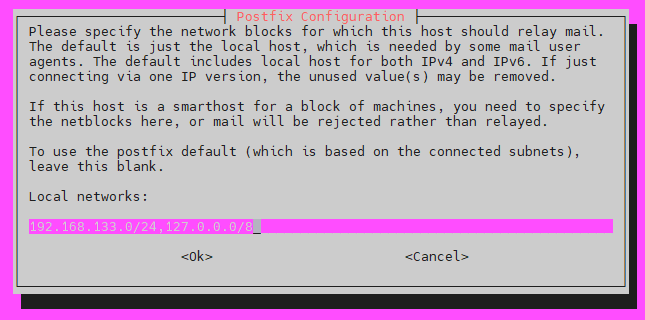 Postfix Configuration
Please specify the network blocks for which this host should relay mail.
The default is just the local host, which is needed by some mail user
agents. The default includes local host for both IPv4 and IPv6. If just
connecting via one IP version, the unused value(s) may be removed.
If this host is a smarthost for a block of machines, you need to specify
the netblocks here, or mail will be rejected rather than relayed.
To use the postfix default (which is based on the connected subnets),
leave this blank.
Local networks:
192.168.133.0/24,127.0.0.0/8
<Ok> <Cancel>